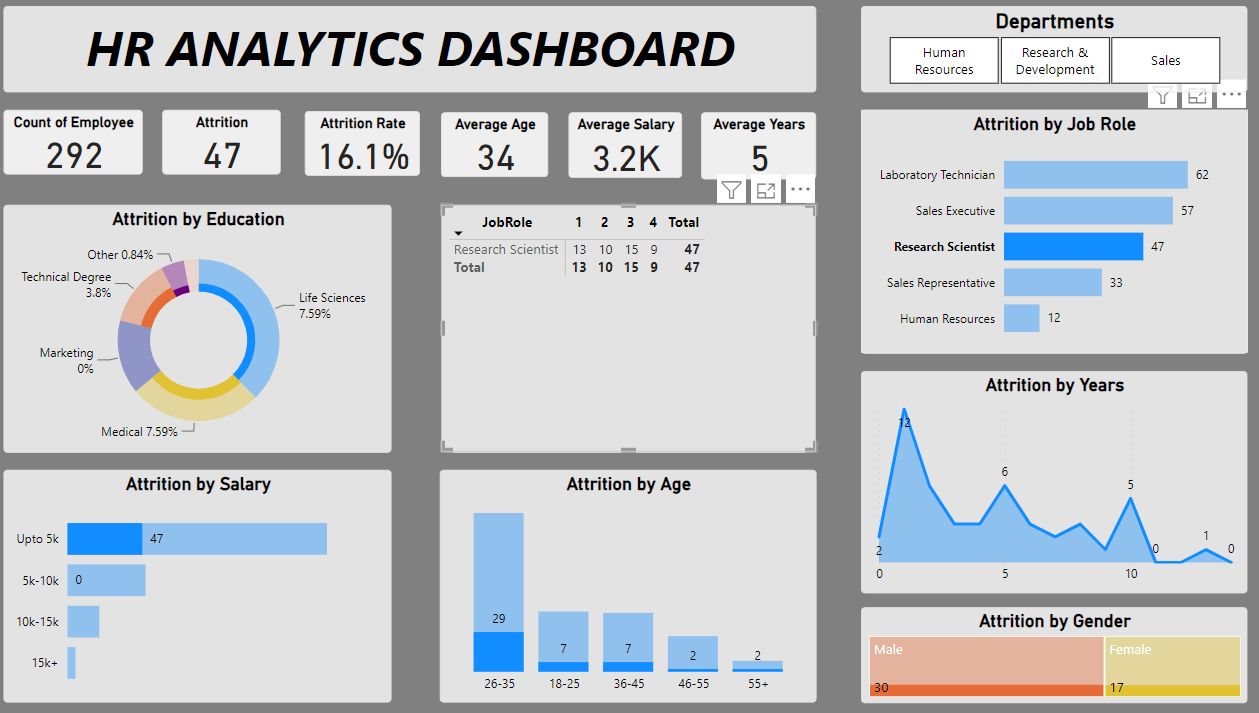 HR ANALYTICS DASHBOARD
Departments
Human
Resources
Research &
Development
Sales
Count of Employee
292
Attrition
47
Attrition Rate
16.1%
Average Age
34
Average Salary
3.2K
Average Years
5
Attrition by Education
Other 0.84%
Technical Degree
3.8%
Life Sciences
7.59%
Marketing
0%
Medical 7.59%
JobRole 1 2 3 4 Total
Research Scientist 13 10 15 9 47
Total 13 10 15 9 47
Attrition by Job Role
Laboratory Technician 62
Sales Executive 57
Research Scientist 47
Sales Representative 33
Human Resources 12
Attrition by Years
12
6
5
2
0
1
0
0 5 10
Attrition by Salary
Upto 5k 47
5k-10k 0
10k-15k
15k+
Attrition by Age
29 7 7 2 2
26-35 18-25 36-45 46-55 55+
Attrition by Gender
Male Female
30 17